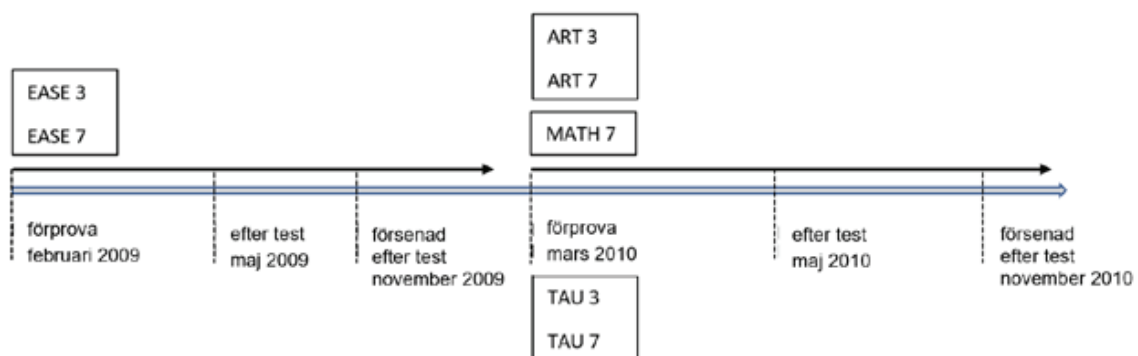 ART 3
ART 7
EASE 3
EASE 7
MATH 7
förprova
februari 2009
efter test
maj 2009
försenad
efter test
november 2009
förprova
mars 2010
efter test
maj 2010
försenad
efter test
november 2010
TAU 3
TAU 7